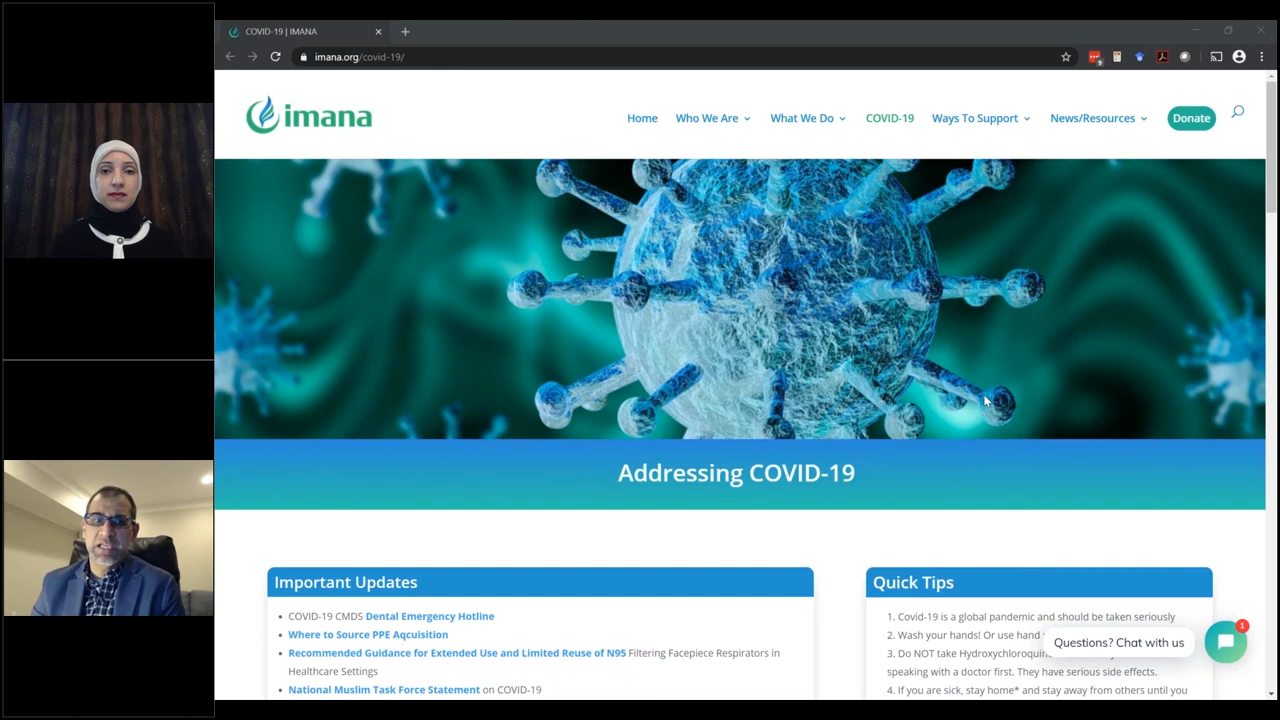 COVID-19 | IMANA
imana.org/covid-19/
imana
Home
Who We Are
What We Do
COVID-19
Ways To Support
News/Resources
Donate
Addressing COVID-19
Important Updates
COVID-19 CMDS Dental Emergency Hotline
Where to Source PPE Aqcuisition
Recommended Guidance for Extended Use and Limited Reuse of N95 Filtering Facepiece Respirators in
Healthcare Settings
National Muslim Task Force Statement on COVID-19
Quick Tips
1. Covid-19 is a global pandemic and should be taken seriously
2. Wash your hands! Or use hand
3. Do NOT take
speaking with a doctor first. They have serious side effects.
4. If you are sick, stay home* and stay away from others until you
Questions? Chat with us
1